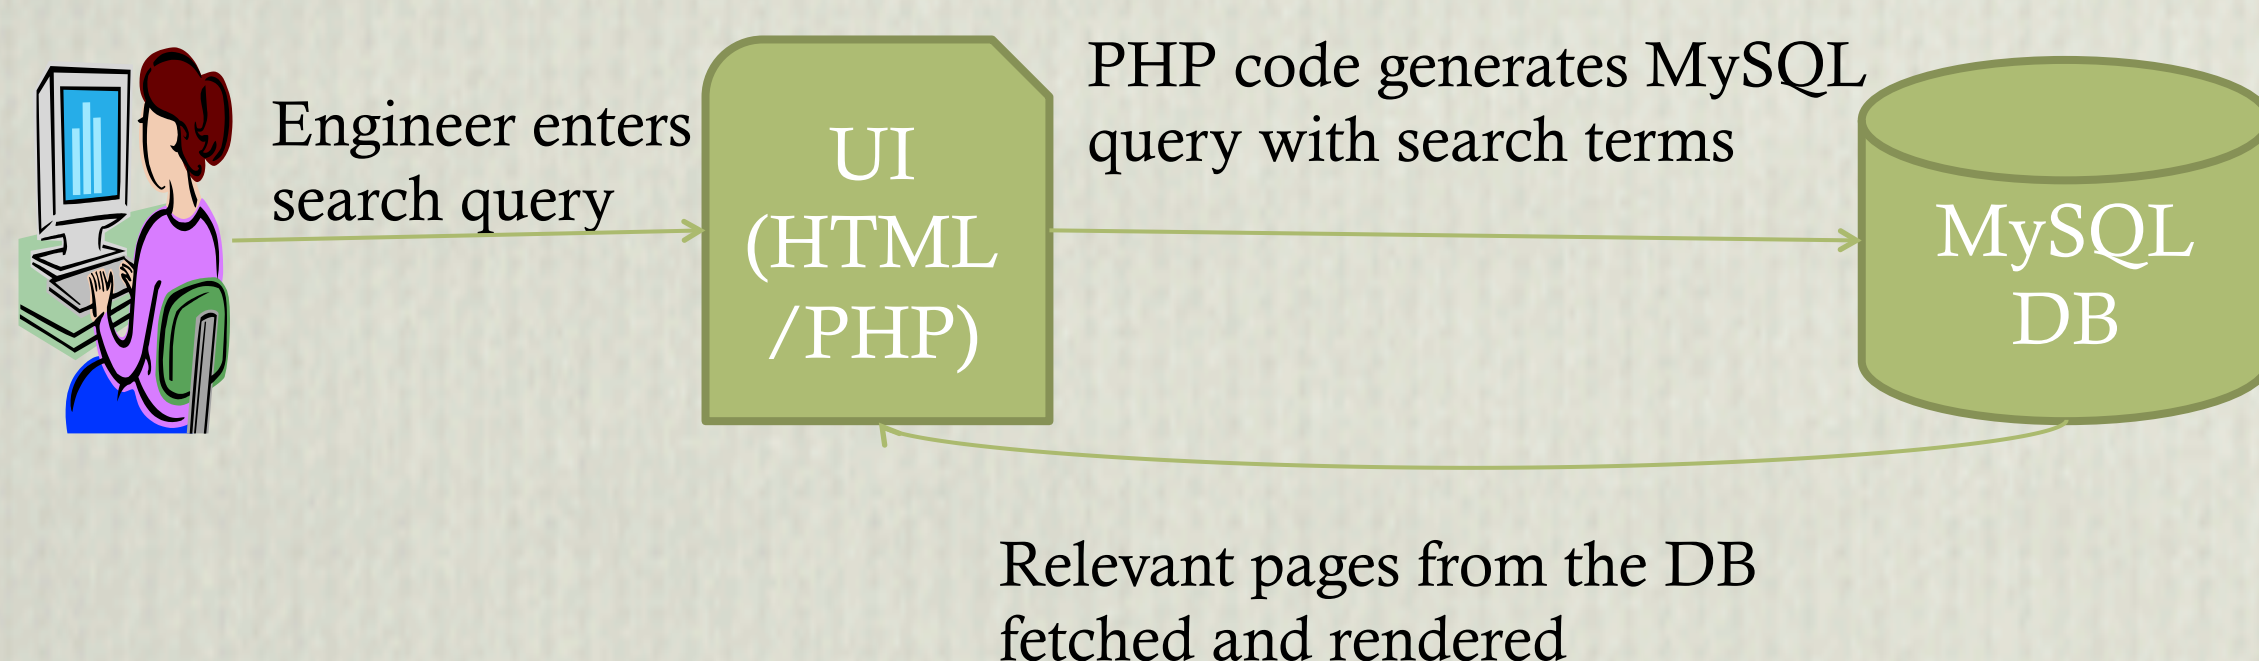 Engineer enters
search query
UI
(HTML
/PHP)
PHP code generates MySQL
query with search terms
MySQL
DB
Relevant pages from the DB
fetched and rendered